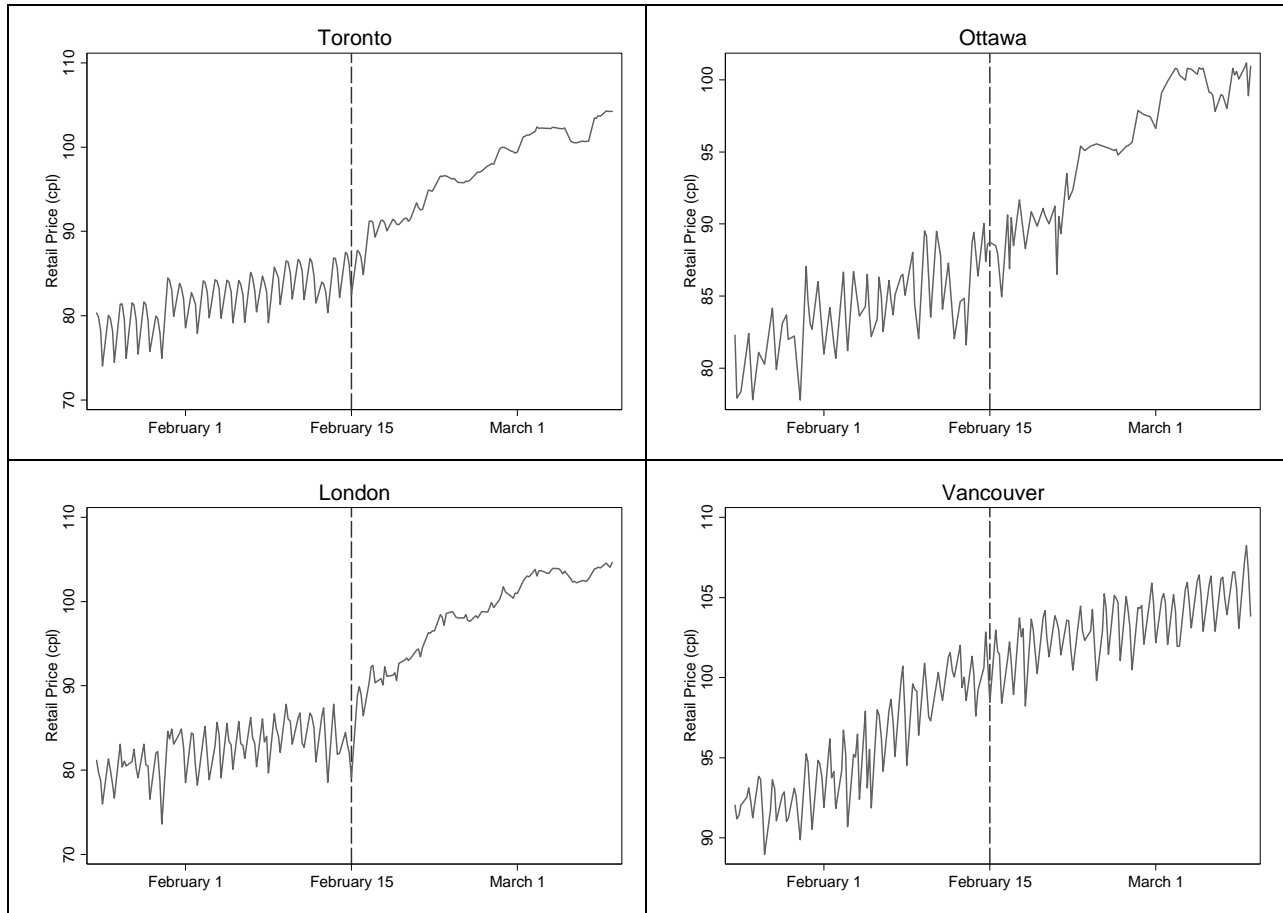 Toronto
Retail Price (cpl)
110
100
90
80
70
February 1
February 15
March 1
Ottawa
Retail Price (cpl)
100
95
90
85
80
February 1
February 15
March 1
London
Retail Price (cpl)
110
100
90
80
70
February 1
February 15
March 1
Vancouver
Retail Price (cpl)
110
105
100
95
90
February 1
February 15
March 1